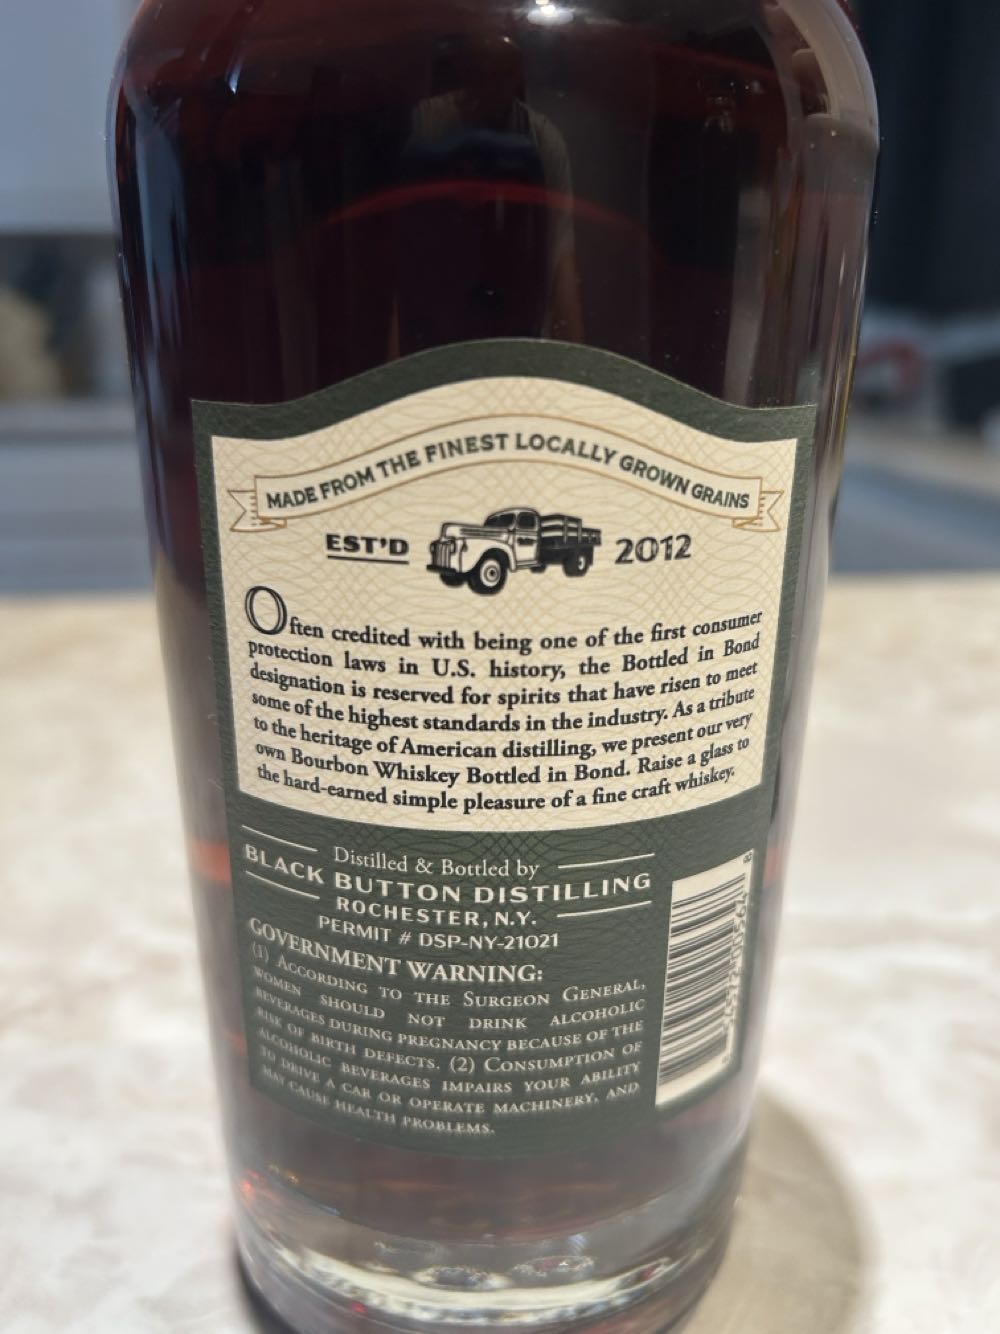 MADE FROM THE FINEST LOCALLY GROWN GRAINS
EST'D 2012
Often credited with being one of the first consumer
protection laws in U.S. history, the Bottled in Bond
designation is reserved for spirits that have risen to meet
some of the highest standards in the industry. As a tribute
to the heritage of American distilling, we present our very
own Bourbon Whiskey Bottled in Bond. Raise a glass to
the hard-earned simple pleasure of a fine craft whiskey.
Distilled & Bottled by
BLACK BUTTON DISTILLING
ROCHESTER, N.Y.
PERMIT # DSP-NY-21021
GOVERNMENT WARNING:
(1) ACCORDING TO THE SURGEON GENERAL,
WOMEN SHOULD NOT DRINK ALCOHOLIC
BEVERAGES DURING PREGNANCY BECAUSE OF THE
RISK OF BIRTH DEFECTS. (2) CONSUMPTION OF
ALCOHOLIC BEVERAGES IMPAIRS YOUR ABILITY
TO DRIVE A CAR OR OPERATE MACHINERY, AND
MAY CAUSE HEALTH PROBLEMS.